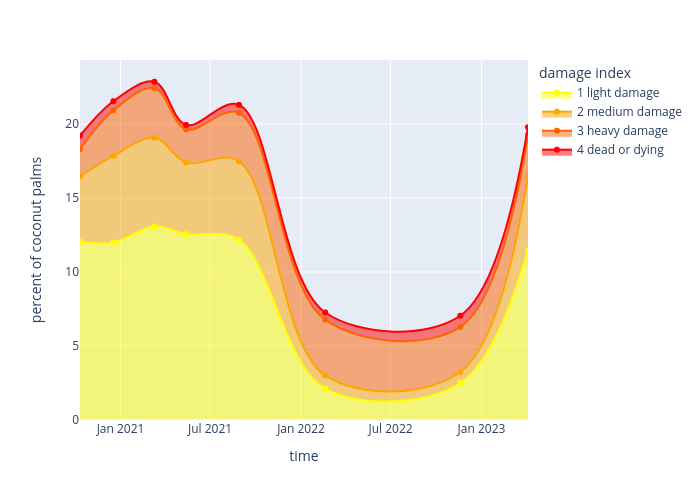 damage index
1 light damage
2 medium damage
3 heavy damage
4 dead or dying
percent of coconut palms
20
15
10
5
0
Jan 2021
Jul 2021
Jan 2022
Jul 2022
Jan 2023
time